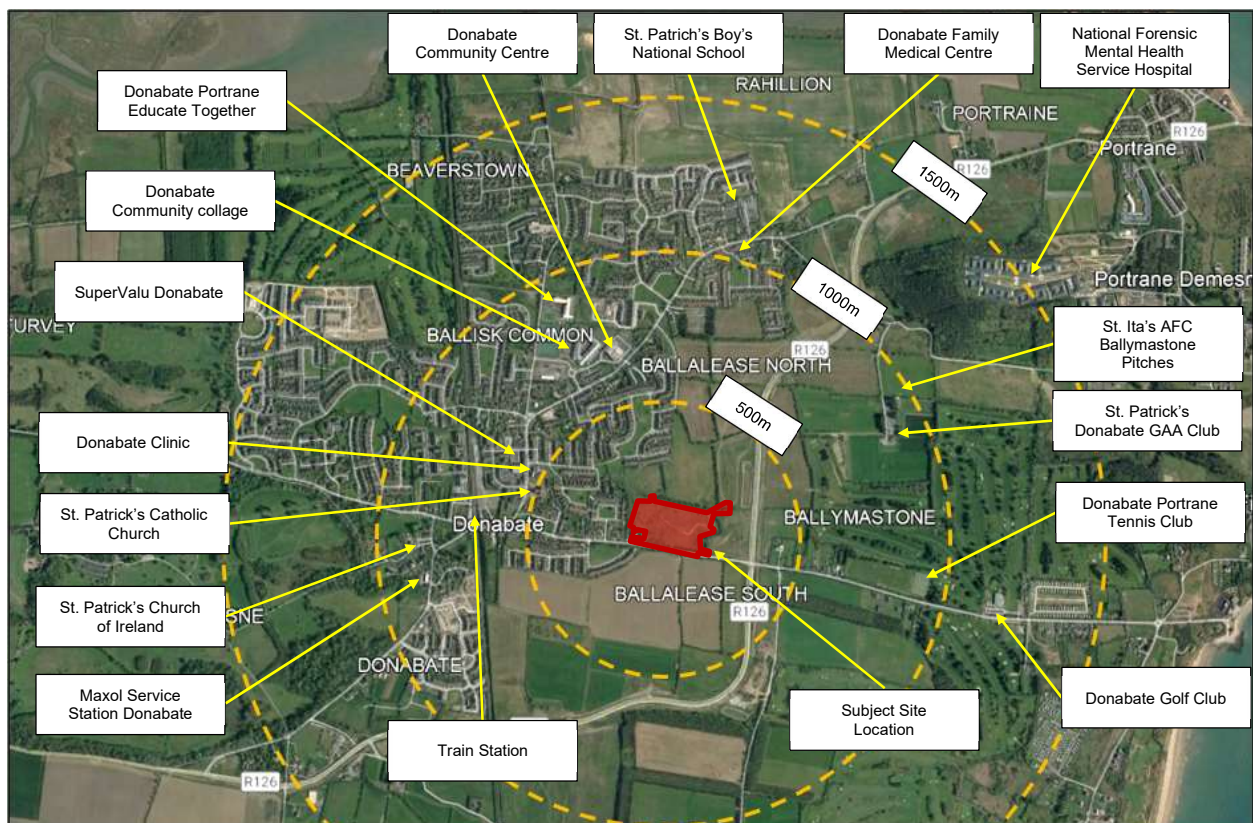 Donabate
Community Centre
St. Patrich's Boy's
National School
Donabate Family
Medical Centre
National Forensic
Mental Health
Service Hospital
RAHILLION
Donabate Portrane
Educate Together
PORTRAINE
R126
Portrane
R126
BEAVERSTOWN
1500m
Donabate
Community collage
SuperValu Donabate
Portrane Demesn
1000m
TURVEY
BALLISK COMMON
St. Ita's AFC
Ballymastone
Pitches
R126
BALLALEASE NORTH
500m
St. Patrick's
Donabate GAA Club
Donabate Clinic
St. Patrick's Catholic
Church
Donabate
BALLYMASTONE
Donabate Portrane
Tennis Club
St. Patrick's Church
of Ireland
SNE
BALLALEASE SOUTH
R126
DONABATE
Maxol Service
Station Donabate
Train Station
Subject Site
Location
Donabate Golf Club
R126